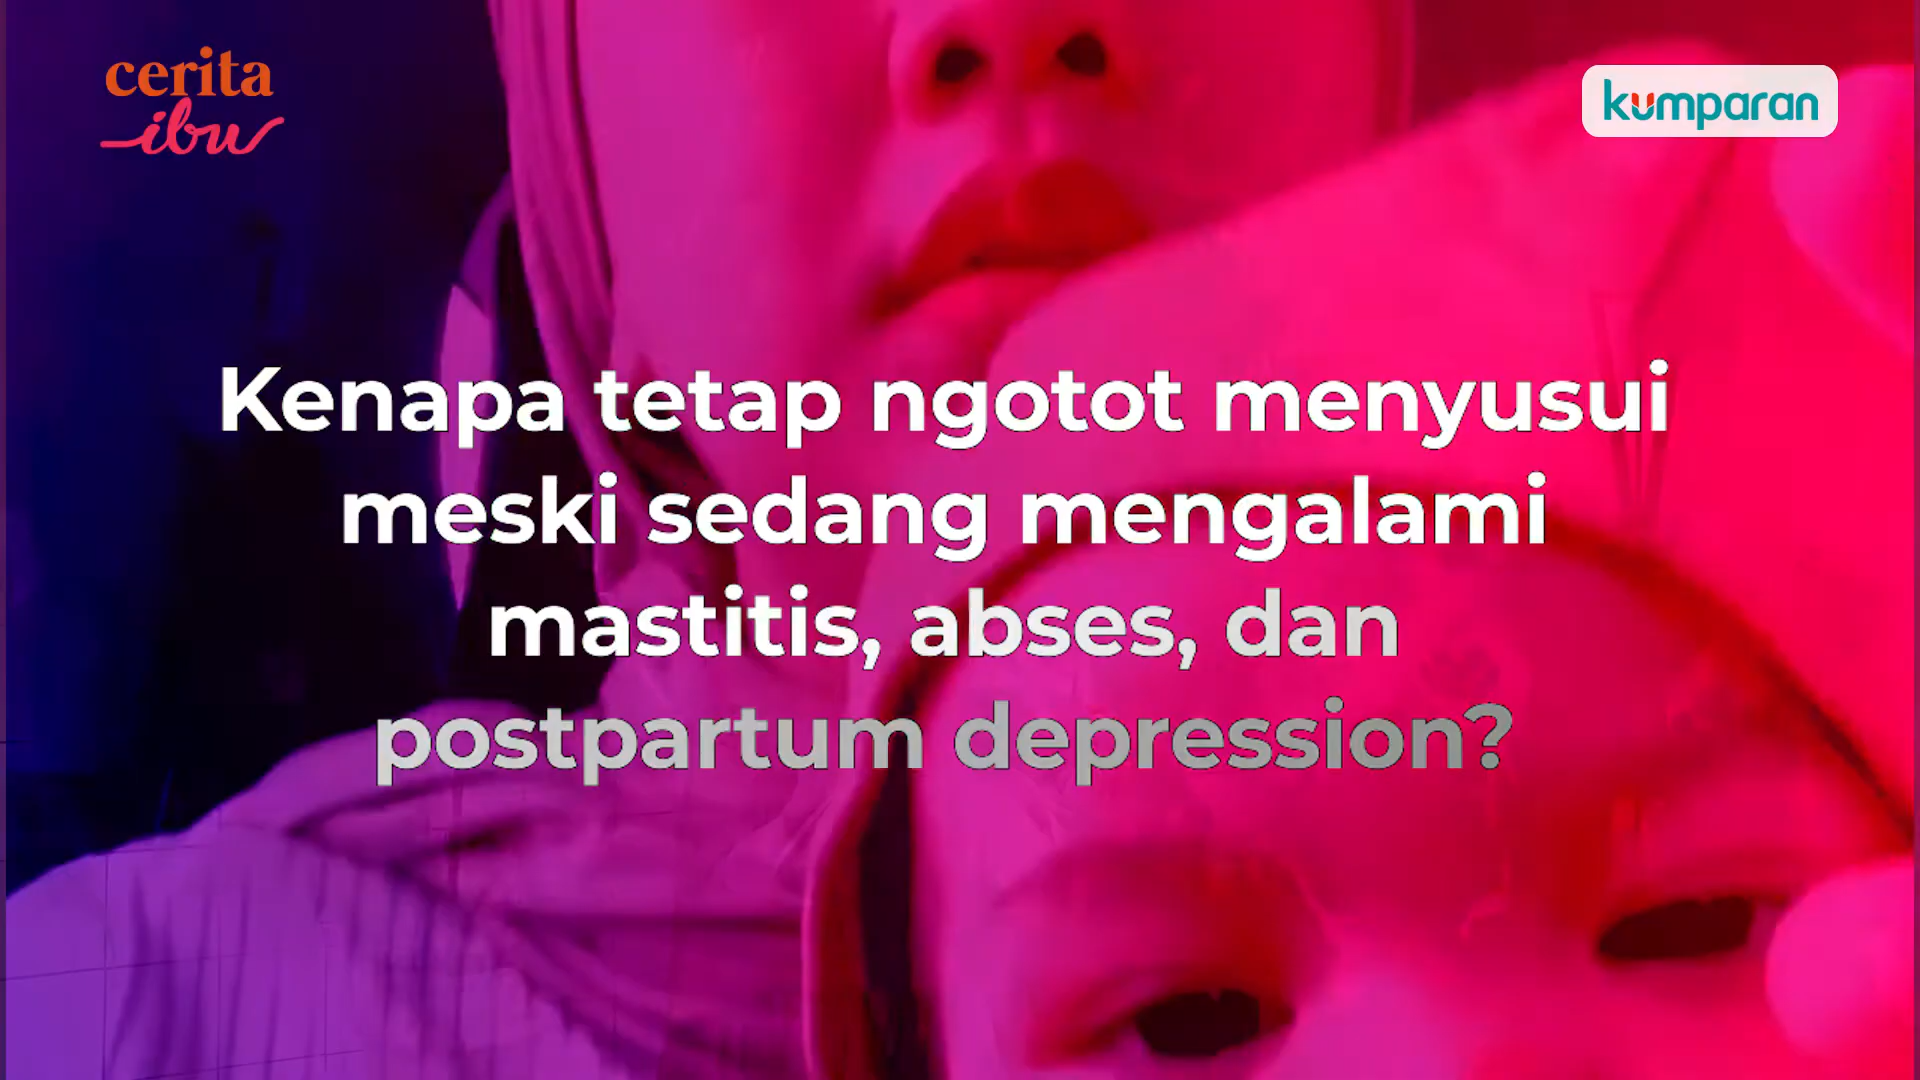 cerita
ibu
kumparan
Kenapa tetap ngotot menyusui
meski sedang mengalami
mastitis, abses, dan
postpartum depression?